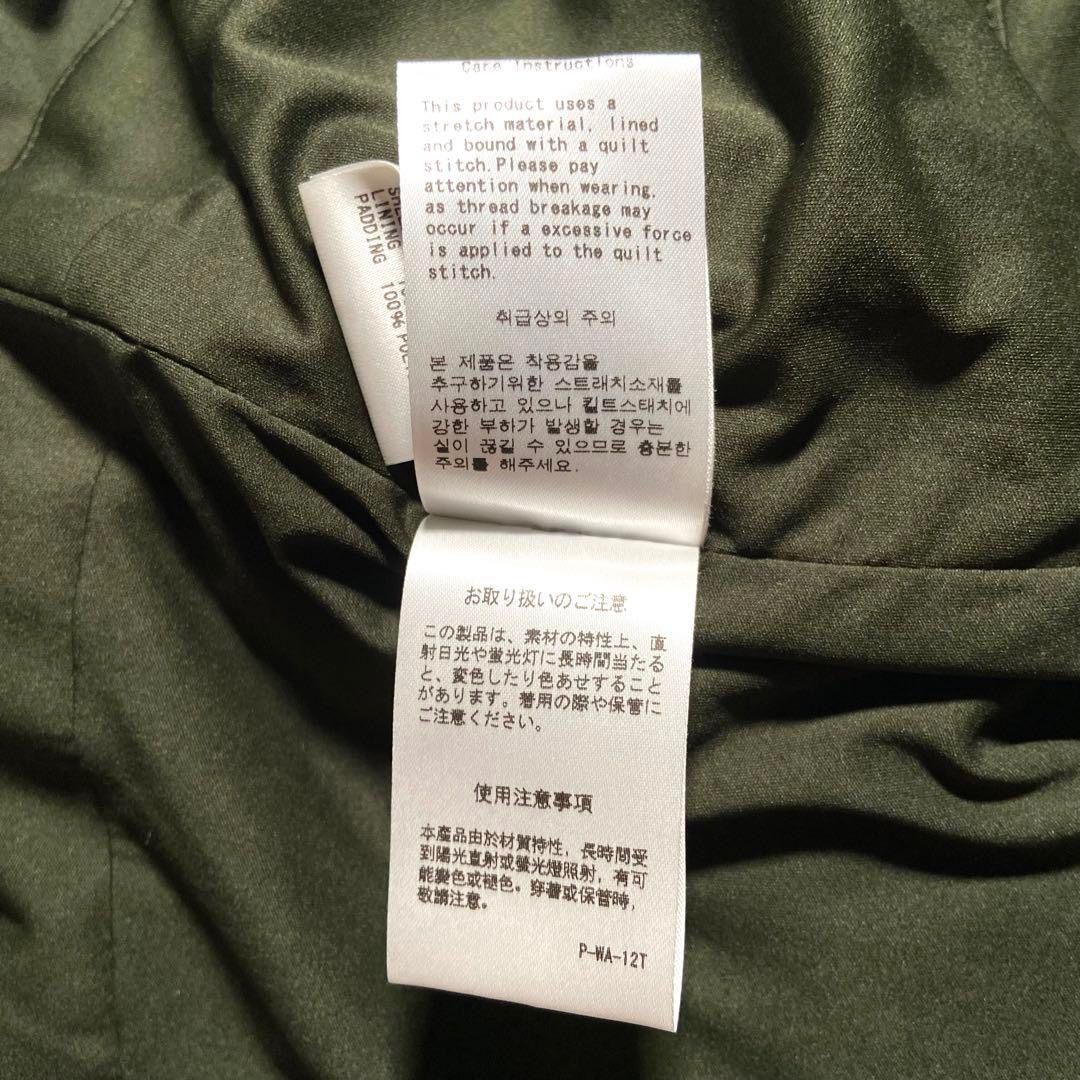 Care Instructions
This product uses a
stretch material, lined
and bound with a quilt
stitch.Please pay
attention when wearing.
as thread breakage may
occur if a excessive force
is applied to the quilt
stitch.
취급상의 주의
본 제품은 착용감을
추구하기위한 스트래치소재를
사용하고 있으나 킬트스태치에
강한 부하가 발생할 경우는
실이 끊길 수 있으므로 충분한
주의를 해주세요.
LINING
PADDING 100%
お取り扱いのご注意
この製品は、素材の特性上、直
射日光や蛍光灯に長時間当たる
と、変色したり色あせすること
があります。着用の際や保管に
ご注意ください。
使用注意事項
本產品由於材質特性，長時間受
到陽光直射或螢光燈照射，有可
能變色或褪色。穿著或保管時，
敬請注意。
P-WA-12T